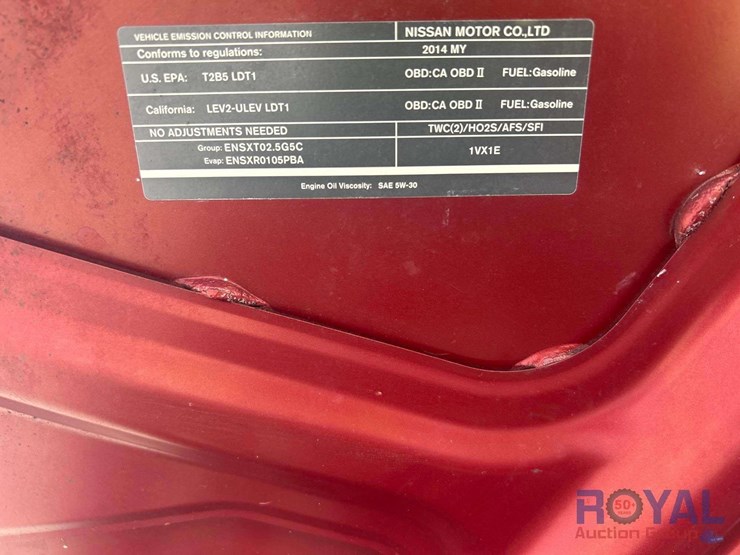 VEHICLE EMISSION CONTROL INFORMATION NISSAN MOTOR CO.,LTD
Conforms to regulations: 2014 MY
U.S. EPA: T2B5 LDT1 OBD:CA OBD II FUEL:Gasoline
California: LEV2-ULEV LDT1 OBD:CA OBD II FUEL:Gasoline
NO ADJUSTMENTS NEEDED TWC(2)/HO2S/AFS/SFI
Group: ENSXT02.5G5C
Evap: ENSXR0105PBA
1VX1E
Engine Oil Viscosity: SAE 5W-30
ROYAL
50+
Auction Group